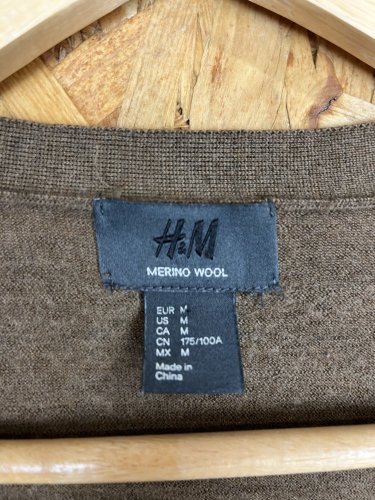 H&M
MERINO WOOL
EUR M
US M
CA M
CN 175/100A
MX M
Made in
China